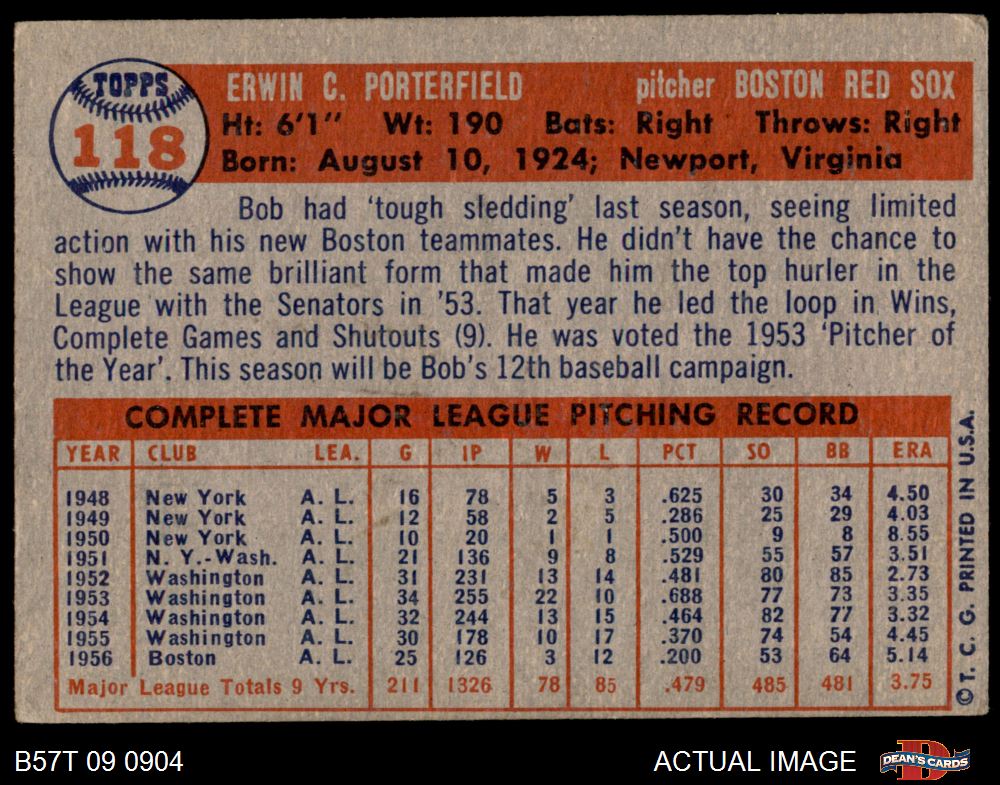 TOPPS
118
ERWIN C. PORTERFIELD pitcher BOSTON RED SOX
Ht: 6'1" Wt: 190 Bats: Right Throws: Right
Born: August 10, 1924; Newport, Virginia
Bob had 'tough sledding' last season, seeing limited
action with his new Boston teammates. He didn't have the chance to
show the same brilliant form that made him the top hurler in the
League with the Senators in '53. That year he led the loop in Wins,
Complete Games and Shutouts (9). He was voted the 1953 'Pitcher of
the Year'. This season will be Bob's 12th baseball campaign.
COMPLETE MAJOR LEAGUE PITCHING RECORD
YEAR CLUB LEA. G IP W L PCT SO BB ERA
1948 New York A. L. 16 78 5 3 .625 30 34 4.50
1949 New York A. L. 12 58 2 5 .286 25 29 4.03
1950 New York A. L. 10 20 1 1 .500 9 8 8.55
1951 N. Y.-Wash. A. L. 21 136 9 8 .529 55 57 3.51
1952 Washington A. L. 31 231 13 14 .481 80 85 2.73
1953 Washington A. L. 34 255 22 10 .688 77 73 3.35
1954 Washington A. L. 32 244 13 15 .464 82 77 3.32
1955 Washington A. L. 30 178 10 17 .370 74 54 4.45
1956 Boston A. L. 25 126 3 12 .200 53 64 5.14
Major League Totals 9 Yrs. 211 1326 78 85 .479 485 481 3.75
©T. C. G. PRINTED IN U.S.A.
B57T 09 0904 ACTUAL IMAGE
D
DEAN'S CARDS